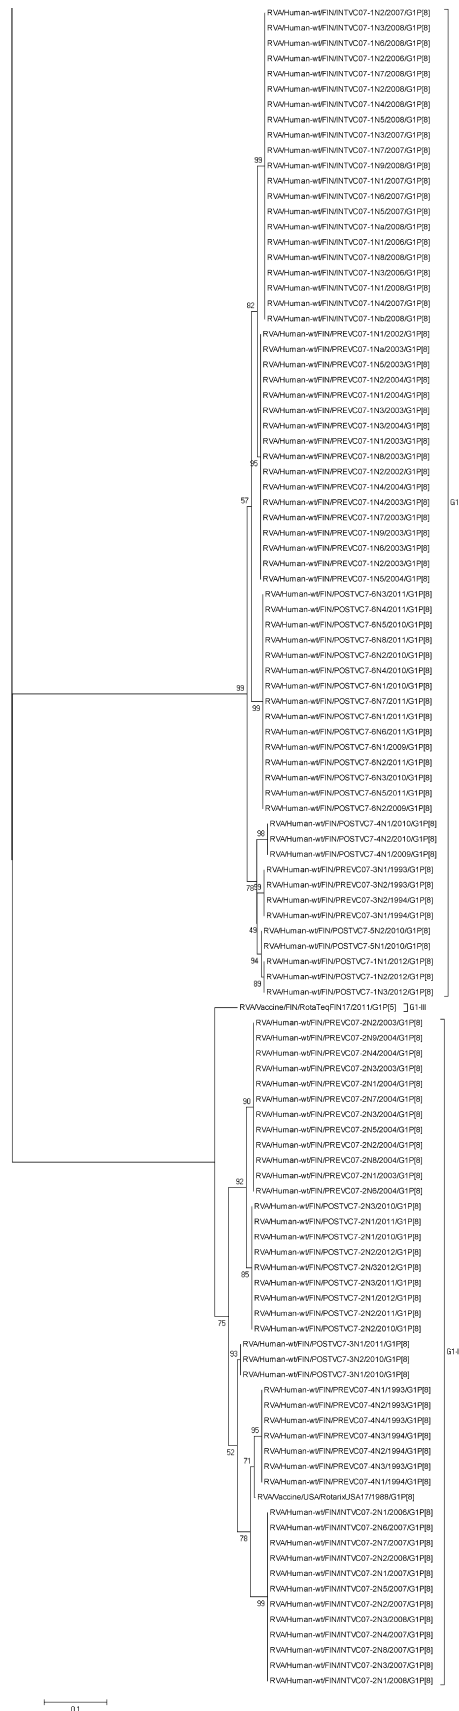 RVA/Human-wt/FIN/INTVC07-1N2/2007/G1P[8]
RVA/Human-wt/FIN/INTVC07-1N3/2008/G1P[8]
RVA/Human-wt/FIN/INTVC07-1N6/2008/G1P[8]
RVA/Human-wt/FIN/INTVC07-1N2/2006/G1P[8]
RVA/Human-wt/FIN/INTVC07-1N7/2008/G1P[8]
RVA/Human-wt/FIN/INTVC07-1N2/2008/G1P[8]
RVA/Human-wt/FIN/INTVC07-1N4/2008/G1P[8]
RVA/Human-wt/FIN/INTVC07-1N5/2008/G1P[8]
RVA/Human-wt/FIN/INTVC07-1N3/2007/G1P[8]
RVA/Human-wt/FIN/INTVC07-1N7/2007/G1P[8]
99
RVA/Human-wt/FIN/INTVC07-1N9/2008/G1P[8]
RVA/Human-wt/FIN/INTVC07-1N1/2007/G1P[8]
RVA/Human-wt/FIN/INTVC07-1N6/2007/G1P[8]
RVA/Human-wt/FIN/INTVC07-1N5/2007/G1P[8]
RVA/Human-wt/FIN/INTVC07-1Na/2008/G1P[8]
RVA/Human-wt/FIN/INTVC07-1N1/2006/G1P[8]
RVA/Human-wt/FIN/INTVC07-1N8/2008/G1P[8]
RVA/Human-wt/FIN/INTVC07-1N3/2006/G1P[8]
RVA/Human-wt/FIN/INTVC07-1N1/2008/G1P[8]
82
RVA/Human-wt/FIN/INTVC07-1N4/2007/G1P[8]
RVA/Human-wt/FIN/INTVC07-1Nb/2008/G1P[8]
RVA/Human-wt/FIN/PREVC07-1N1/2002/G1P[8]
RVA/Human-wt/FIN/PREVC07-1Na/2003/G1P[8]
RVA/Human-wt/FIN/PREVC07-1N5/2003/G1P[8]
RVA/Human-wt/FIN/PREVC07-1N2/2004/G1P[8]
RVA/Human-wt/FIN/PREVC07-1N1/2004/G1P[8]
RVA/Human-wt/FIN/PREVC07-1N3/2003/G1P[8]
RVA/Human-wt/FIN/PREVC07-1N3/2004/G1P[8]
RVA/Human-wt/FIN/PREVC07-1N1/2003/G1P[8]
RVA/Human-wt/FIN/PREVC07-1N8/2003/G1P[8]
95
RVA/Human-wt/FIN/PREVC07-1N2/2002/G1P[8]
RVA/Human-wt/FIN/PREVC07-1N4/2004/G1P[8]
57
RVA/Human-wt/FIN/PREVC07-1N4/2003/G1P[8]
RVA/Human-wt/FIN/PREVC07-1N7/2003/G1P[8]
RVA/Human-wt/FIN/PREVC07-1N9/2003/G1P[8]
RVA/Human-wt/FIN/PREVC07-1N6/2003/G1P[8]
RVA/Human-wt/FIN/PREVC07-1N2/2003/G1P[8]
RVA/Human-wt/FIN/PREVC07-1N5/2004/G1P[8]
RVA/Human-wt/FIN/POSTVC7-6N3/2011/G1P[8]
RVA/Human-wt/FIN/POSTVC7-6N4/2011/G1P[8]
RVA/Human-wt/FIN/POSTVC7-6N5/2010/G1P[8]
RVA/Human-wt/FIN/POSTVC7-6N8/2011/G1P[8]
RVA/Human-wt/FIN/POSTVC7-6N2/2010/G1P[8]
RVA/Human-wt/FIN/POSTVC7-6N4/2010/G1P[8]
99
RVA/Human-wt/FIN/POSTVC7-6N1/2010/G1P[8]
RVA/Human-wt/FIN/POSTVC7-6N7/2011/G1P[8]
99
RVA/Human-wt/FIN/POSTVC7-6N1/2011/G1P[8]
RVA/Human-wt/FIN/POSTVC7-6N6/2011/G1P[8]
RVA/Human-wt/FIN/POSTVC7-6N1/2009/G1P[8]
RVA/Human-wt/FIN/POSTVC7-6N2/2011/G1P[8]
RVA/Human-wt/FIN/POSTVC7-6N3/2010/G1P[8]
RVA/Human-wt/FIN/POSTVC7-6N5/2011/G1P[8]
RVA/Human-wt/FIN/POSTVC7-6N2/2009/G1P[8]
RVA/Human-wt/FIN/POSTVC7-4N1/2010/G1P[8]
98
RVA/Human-wt/FIN/POSTVC7-4N2/2010/G1P[8]
RVA/Human-wt/FIN/POSTVC7-4N1/2009/G1P[8]
RVA/Human-wt/FIN/PREVC07-3N1/1993/G1P[8]
78
RVA/Human-wt/FIN/PREVC07-3N2/1993/G1P[8]
RVA/Human-wt/FIN/PREVC07-3N2/1994/G1P[8]
RVA/Human-wt/FIN/PREVC07-3N1/1994/G1P[8]
49
RVA/Human-wt/FIN/POSTVC7-5N2/2010/G1P[8]
RVA/Human-wt/FIN/POSTVC7-5N1/2010/G1P[8]
94
RVA/Human-wt/FIN/POSTVC7-1N1/2012/G1P[8]
RVA/Human-wt/FIN/POSTVC7-1N2/2012/G1P[8]
89
RVA/Human-wt/FIN/POSTVC7-1N3/2012/G1P[8]
RVA/Vaccine/FIN/RotaTeqFIN17/2011/G1P[5] G1-III
RVA/Human-wt/FIN/PREVC07-2N2/2003/G1P[8]
RVA/Human-wt/FIN/PREVC07-2N9/2004/G1P[8]
RVA/Human-wt/FIN/PREVC07-2N4/2004/G1P[8]
RVA/Human-wt/FIN/PREVC07-2N3/2003/G1P[8]
RVA/Human-wt/FIN/PREVC07-2N1/2004/G1P[8]
90
RVA/Human-wt/FIN/PREVC07-2N7/2004/G1P[8]
RVA/Human-wt/FIN/PREVC07-2N3/2004/G1P[8]
RVA/Human-wt/FIN/PREVC07-2N5/2004/G1P[8]
RVA/Human-wt/FIN/PREVC07-2N2/2004/G1P[8]
RVA/Human-wt/FIN/PREVC07-2N8/2004/G1P[8]
92
RVA/Human-wt/FIN/PREVC07-2N1/2003/G1P[8]
RVA/Human-wt/FIN/PREVC07-2N6/2004/G1P[8]
RVA/Human-wt/FIN/POSTVC7-2N3/2010/G1P[8]
RVA/Human-wt/FIN/POSTVC7-2N1/2011/G1P[8]
RVA/Human-wt/FIN/POSTVC7-2N1/2010/G1P[8]
RVA/Human-wt/FIN/POSTVC7-2N2/2012/G1P[8]
85
RVA/Human-wt/FIN/POSTVC7-2N/32012/G1P[8]
RVA/Human-wt/FIN/POSTVC7-2N3/2011/G1P[8]
RVA/Human-wt/FIN/POSTVC7-2N1/2012/G1P[8]
RVA/Human-wt/FIN/POSTVC7-2N2/2011/G1P[8]
75
RVA/Human-wt/FIN/POSTVC7-2N2/2010/G1P[8]
RVA/Human-wt/FIN/POSTVC7-3N1/2011/G1P[8]
93
RVA/Human-wt/FIN/POSTVC7-3N2/2010/G1P[8]
RVA/Human-wt/FIN/POSTVC7-3N1/2010/G1P[8]
RVA/Human-wt/FIN/PREVC07-4N1/1993/G1P[8]
RVA/Human-wt/FIN/PREVC07-4N2/1993/G1P[8]
RVA/Human-wt/FIN/PREVC07-4N4/1993/G1P[8]
95
RVA/Human-wt/FIN/PREVC07-4N3/1994/G1P[8]
52
RVA/Human-wt/FIN/PREVC07-4N2/1994/G1P[8]
71
RVA/Human-wt/FIN/PREVC07-4N3/1993/G1P[8]
RVA/Human-wt/FIN/PREVC07-4N1/1994/G1P[8]
RVA/Vaccine/USA/RotarixUSA17/1988/G1P[8]
RVA/Human-wt/FIN/INTVC07-2N1/2006/G1P[8]
RVA/Human-wt/FIN/INTVC07-2N6/2007/G1P[8]
78
RVA/Human-wt/FIN/INTVC07-2N7/2007/G1P[8]
RVA/Human-wt/FIN/INTVC07-2N2/2008/G1P[8]
RVA/Human-wt/FIN/INTVC07-2N1/2007/G1P[8]
RVA/Human-wt/FIN/INTVC07-2N5/2007/G1P[8]
99
RVA/Human-wt/FIN/INTVC07-2N2/2007/G1P[8]
RVA/Human-wt/FIN/INTVC07-2N3/2008/G1P[8]
RVA/Human-wt/FIN/INTVC07-2N4/2007/G1P[8]
RVA/Human-wt/FIN/INTVC07-2N8/2007/G1P[8]
RVA/Human-wt/FIN/INTVC07-2N3/2007/G1P[8]
RVA/Human-wt/FIN/INTVC07-2N1/2008/G1P[8]
G1
G1-I
0.1